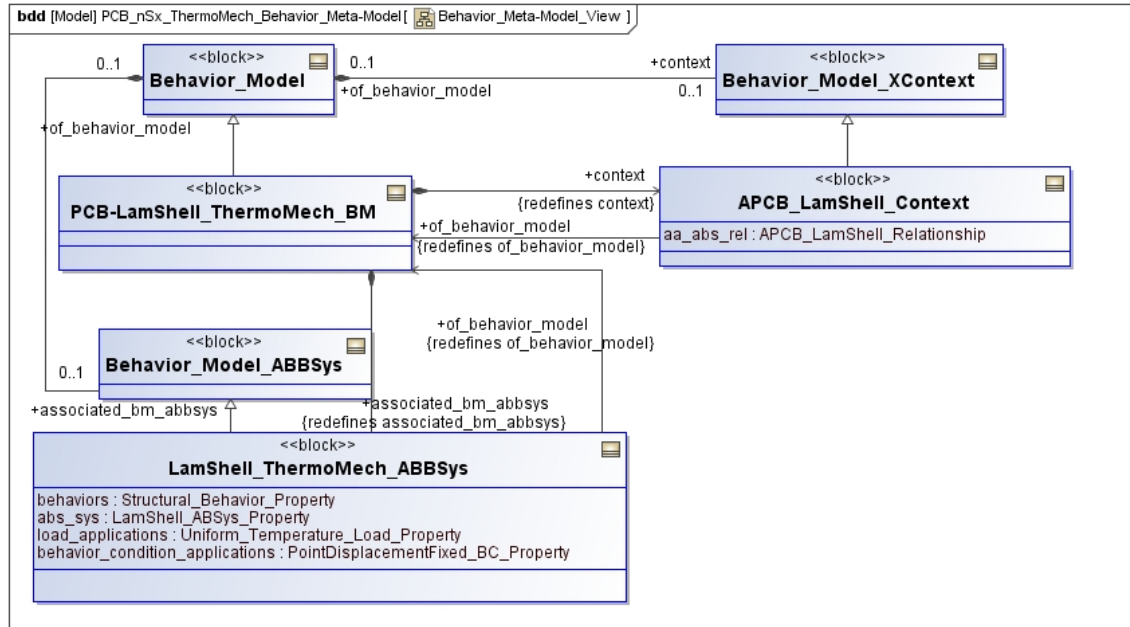 bdd [Model] PCB_nSx_ThermoMech_Behavior_Meta-Model[ Behavior_Meta-Model_View ]
<<block>>
Behavior_Model
0..1
0..1
+of_behavior_model
+context
0..1
<<block>>
Behavior_Model_XContext
+of_behavior_model
<<block>>
PCB-LamShell_ThermoMech_BM
+context
{redefines context}
+of_behavior_model
{redefines of_behavior_model}
<<block>>
APCB_LamShell_Context
aa_abs_rel : APCB_LamShell_Relationship
+of_behavior_model
{redefines of_behavior_model}
<<block>>
Behavior_Model_ABBSys
0..1
+associated_bm_abbsys
+associated_bm_abbsys
{redefines associated_bm_abbsys}
<<block>>
LamShell_ThermoMech_ABBSys
behaviors : Structural_Behavior_Property
abs_sys : LamShell_ABSys_Property
load_applications : Uniform_Temperature_Load_Property
behavior_condition_applications : PointDisplacementFixed_BC_Property